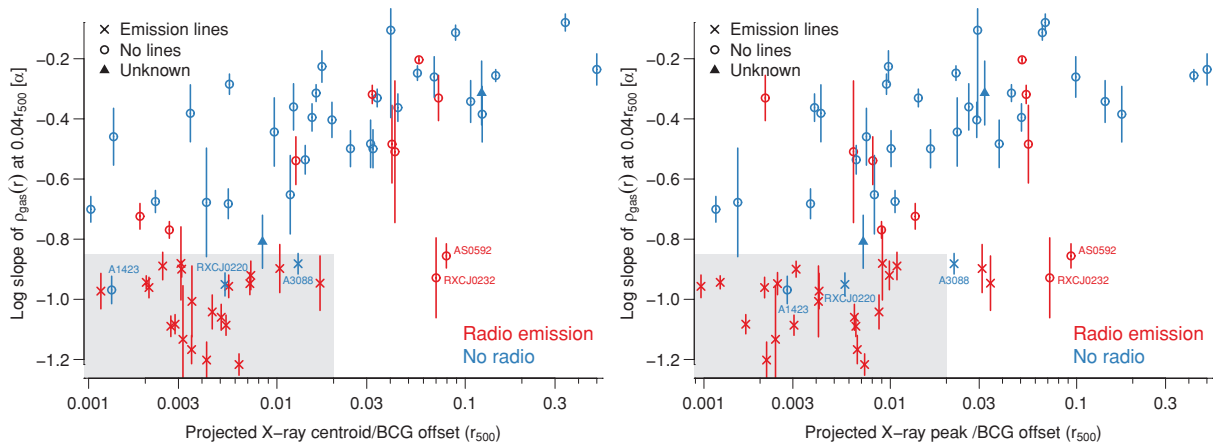 Emission lines
No lines
Unknown
Log slope of ρgas(r) at 0.04r500 [α]
−0.2
−0.4
−0.6
−0.8
−1.0
−1.2
A1423
RXCJ0220
A3088
AS0592
RXCJ0232
Radio emission
No radio
0.001 0.003 0.01 0.03 0.1 0.3
Projected X−ray centroid/BCG offset (r500)
Emission lines
No lines
Unknown
Log slope of ρgas(r) at 0.04r500 [α]
−0.2
−0.4
−0.6
−0.8
−1.0
−1.2
A1423
RXCJ0220
A3088
AS0592
RXCJ0232
Radio emission
No radio
0.001 0.003 0.01 0.03 0.1 0.3
Projected X−ray peak /BCG offset (r500)